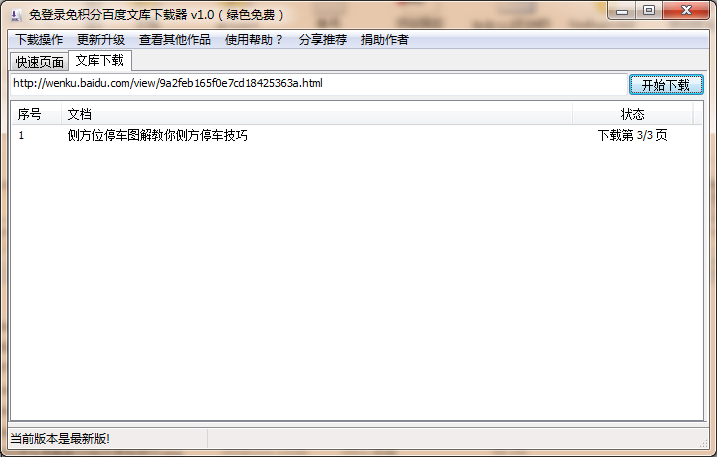 免登录免积分百度文库下载器 v1.0（绿色免费）
下载操作 更新升级 查看其他作品 使用帮助？ 分享推荐 捐助作者
快速页面 文库下载
http://wenku.baidu.com/view/9a2feb165f0e7cd18425363a.html 开始下载
序号 文档 状态
1 侧方位停车图解教你侧方停车技巧 下载第 3/3 页
当前版本是最新版!